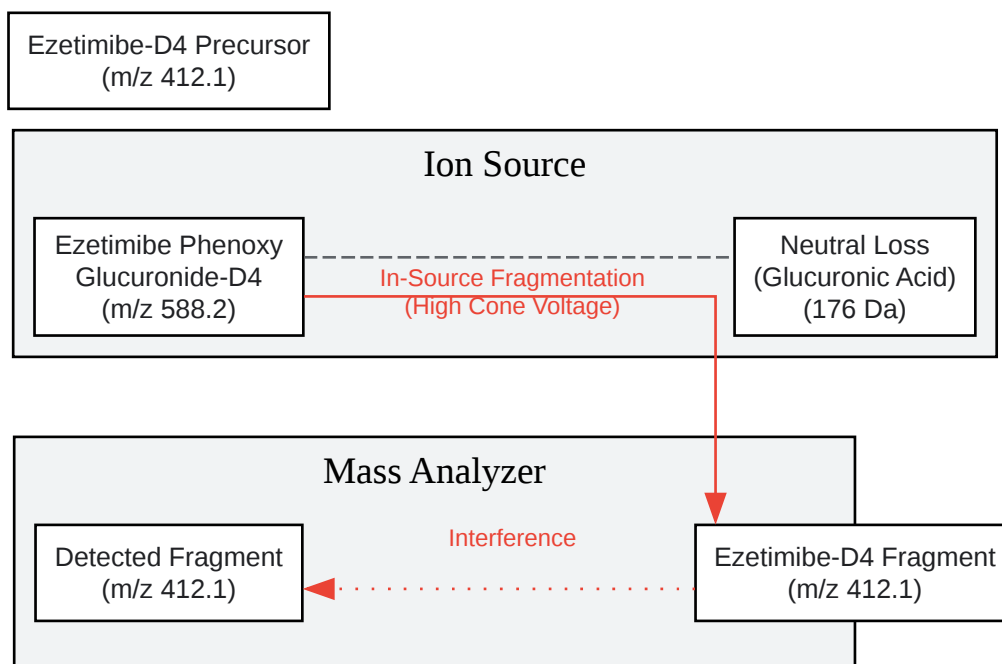 Ezetimibe-D4 Precursor
(m/z 412.1)
Ion Source
Ezetimibe Phenoxy
Glucuronide-D4
(m/z 588.2)
In-Source Fragmentation
(High Cone Voltage)
Neutral Loss
(Glucuronic Acid)
(176 Da)
Mass Analyzer
Detected Fragment
(m/z 412.1)
Interference
Ezetimibe-D4 Fragment
(m/z 412.1)